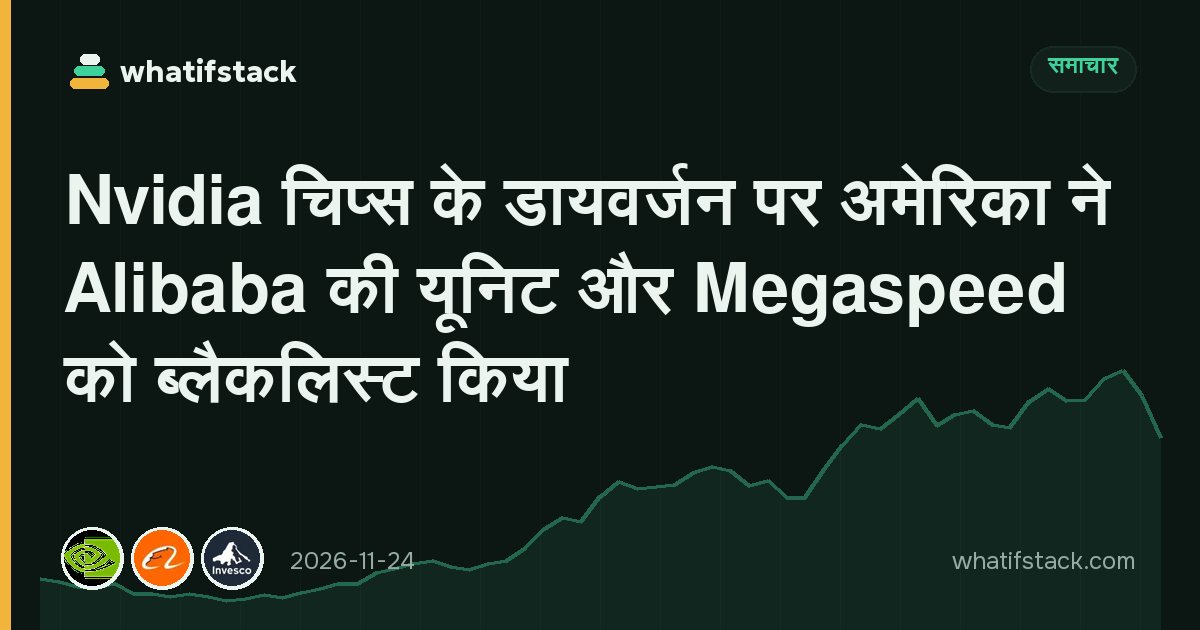 whatifstack
समाचार
Nvidia चिप्स के डायवर्जन पर अमेरिका ने
Alibaba की यूनिट और Megaspeed
को ब्लैकलिस्ट किया
Invesco
2026-11-24
whatifstack.com